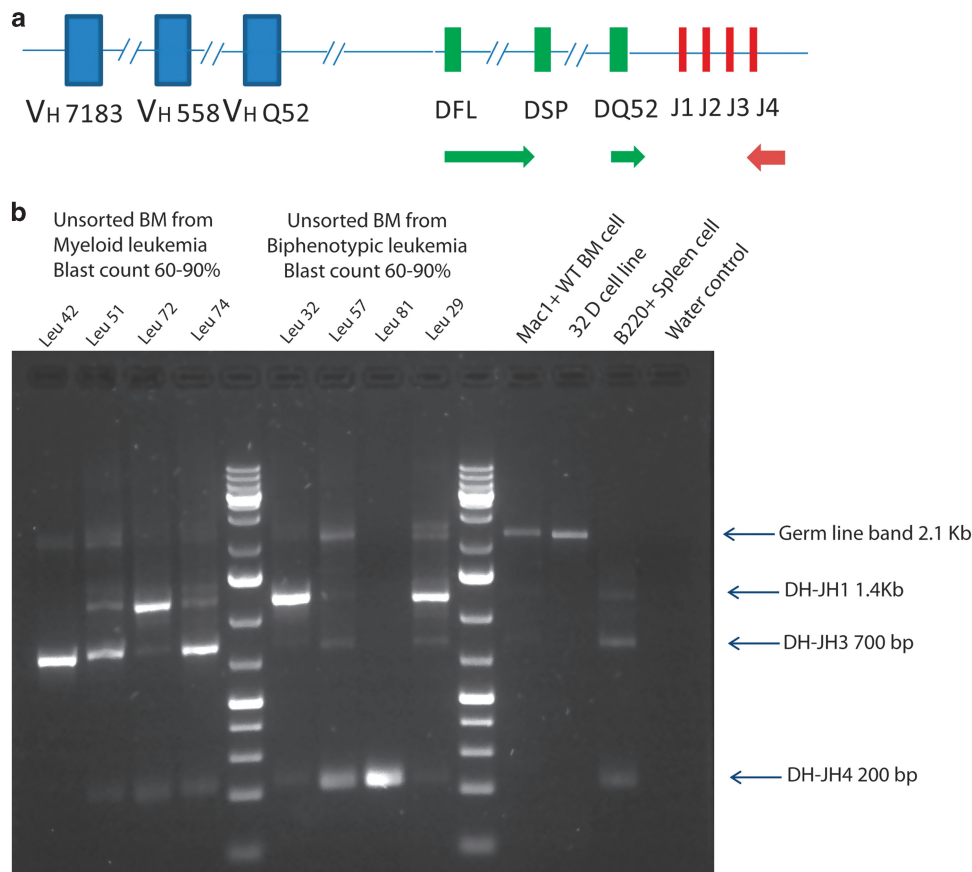 a
VH 7183 VH 558 VH Q52 DFL DSP DQ52 J1 J2 J3 J4
b
Unsorted BM from
Myeloid leukemia
Blast count 60-90%
Unsorted BM from
Biphenotypic leukemia
Blast count 60-90%
Leu 42
Leu 51
Leu 72
Leu 74
Leu 32
Leu 57
Leu 81
Leu 29
Mac1+ WT BM cell
32 D cell line
B220+ Spleen cell
Water control
Germ line band 2.1 Kb
DH-JH1 1.4Kb
DH-JH3 700 bp
DH-JH4 200 bp